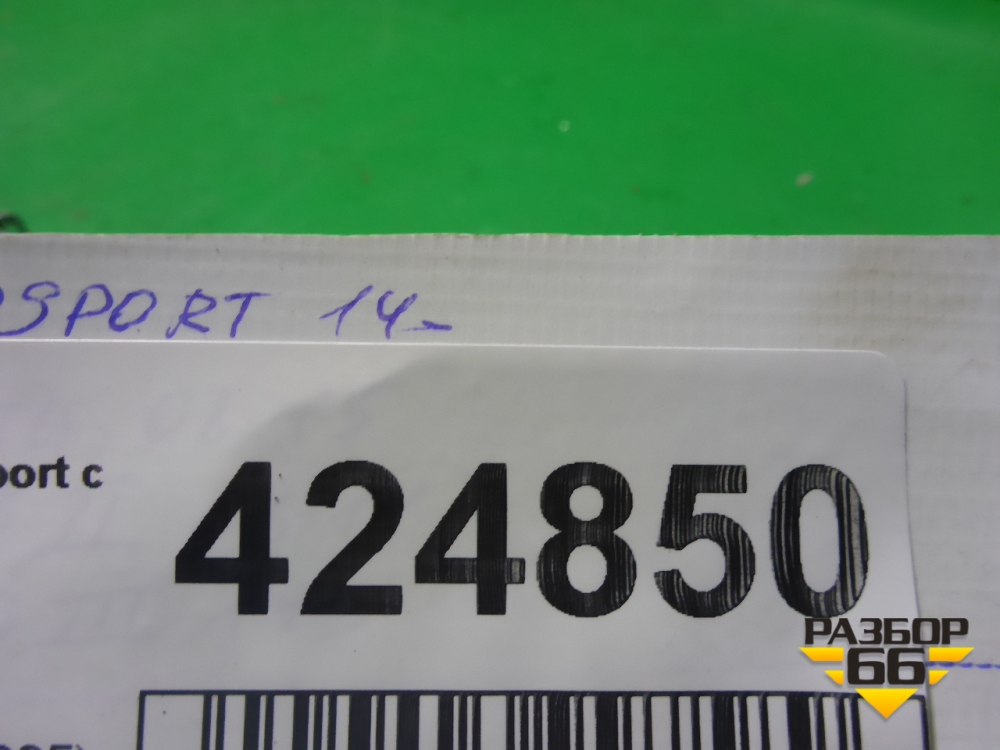 SPORT 14-
port с
424850
РАЗБОР
66